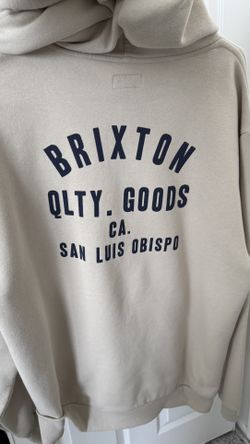 BRIXTON
QLTY. GOODS
CA.
SAN LUIS OBISPO